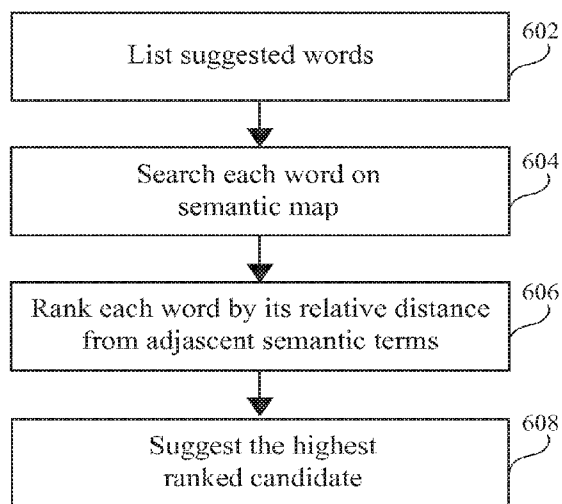 602
List suggested words
604
Search each word on
semantic map
606
Rank each word by its relative distance
from adjascent semantic terms
608
Suggest the highest
ranked candidate